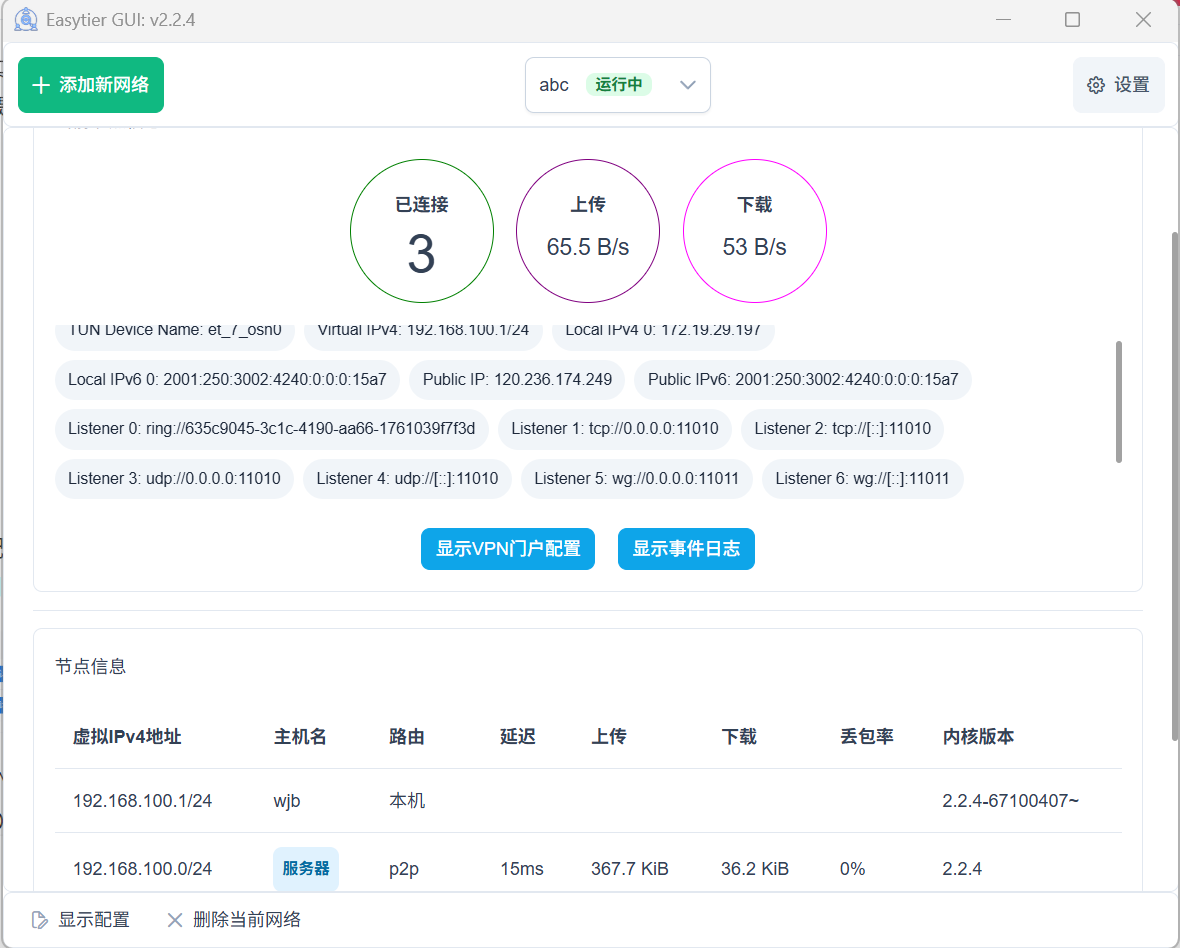 Easytier GUI: v2.2.4
添加新网络
abc 运行中
设置
已连接 上传 下载
3 65.5 B/s 53 B/s
TUN Device Name: et_7_osh0 Virtual IPv4: 192.168.100.1/24 Local IPv4 0: 172.19.29.197
Local IPv6 0: 2001:250:3002:4240:0:0:0:15a7 Public IP: 120.236.174.249 Public IPv6: 2001:250:3002:4240:0:0:0:15a7
Listener 0: ring://635c9045-3c1c-4190-aa66-1761039f7f3d Listener 1: tcp://0.0.0.0:11010 Listener 2: tcp://[::]:11010
Listener 3: udp://0.0.0.0:11010 Listener 4: udp://[::]:11010 Listener 5: wg://0.0.0.0:11011 Listener 6: wg://[::]:11011
显示VPN门户配置 显示事件日志
节点信息
虚拟IPv4地址 主机名 路由 延迟 上传 下载 丢包率 内核版本
192.168.100.1/24 wjb 本机 2.2.4-67100407~
192.168.100.0/24 服务器 p2p 15ms 367.7 KiB 36.2 KiB 0% 2.2.4
显示配置 删除当前网络